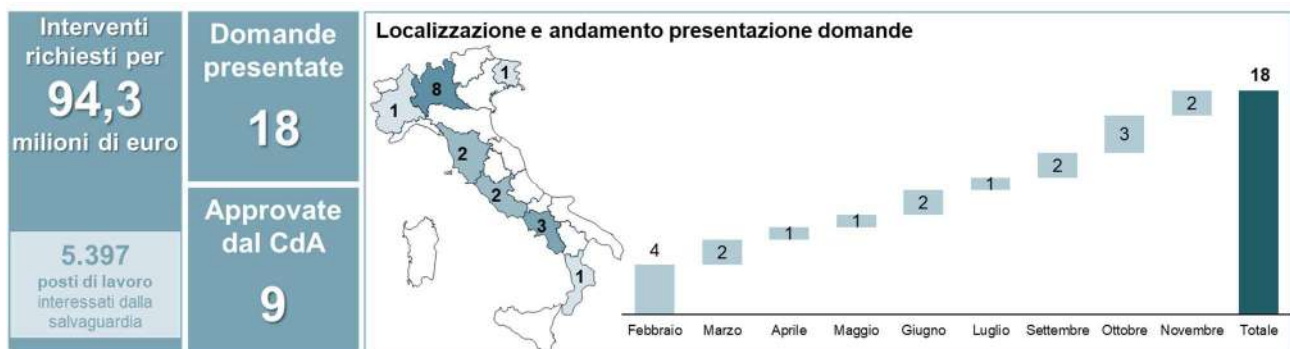 Interventi
richiesti per
94,3
milioni di euro
5.397
posti di lavoro
interessati dalla
salvaguardia
Domande
presentate
18
Approvate
dal CdA
9
Localizzazione e andamento presentazione domande
1
8
1
2
2
3
1
4
2
1
1
2
1
2
3
2
18
Febbraio Marzo Aprile Maggio Giugno Luglio Settembre Ottobre Novembre Totale